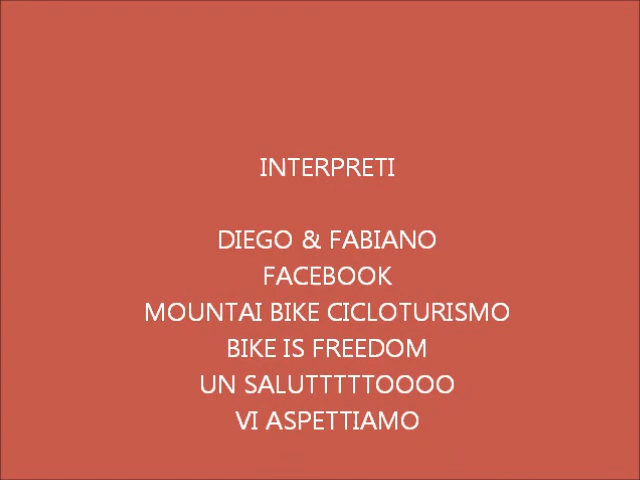 INTERPRETI
DIEGO & FABIANO
FACEBOOK
MOUNTAI BIKE CICLOTURISMO
BIKE IS FREEDOM
UN SALUTTTTTOOOO
VI ASPETTIAMO